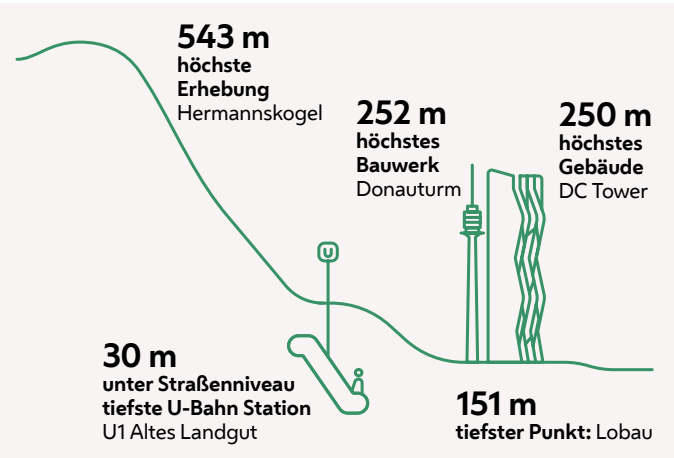 543 m
höchste
Erhebung
Hermannskogel
252 m
höchstes
Bauwerk
Donauturm
250 m
höchstes
Gebäude
DC Tower
U
30 m
unter Straßenniveau
tiefste U-Bahn Station
U1 Altes Landgut
151 m
tiefster Punkt: Lobau